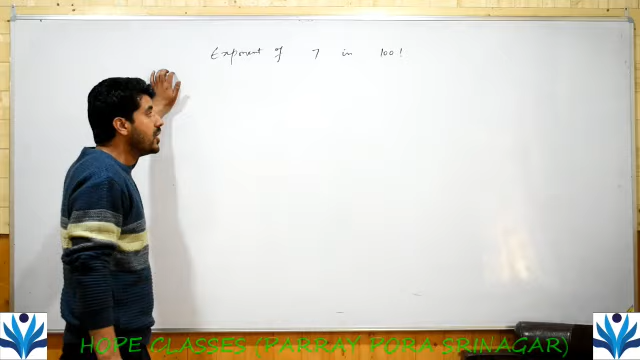 Exponent of 7 in 100!
HOPE CLASSES (PARRAY PORA SRINAGAR)